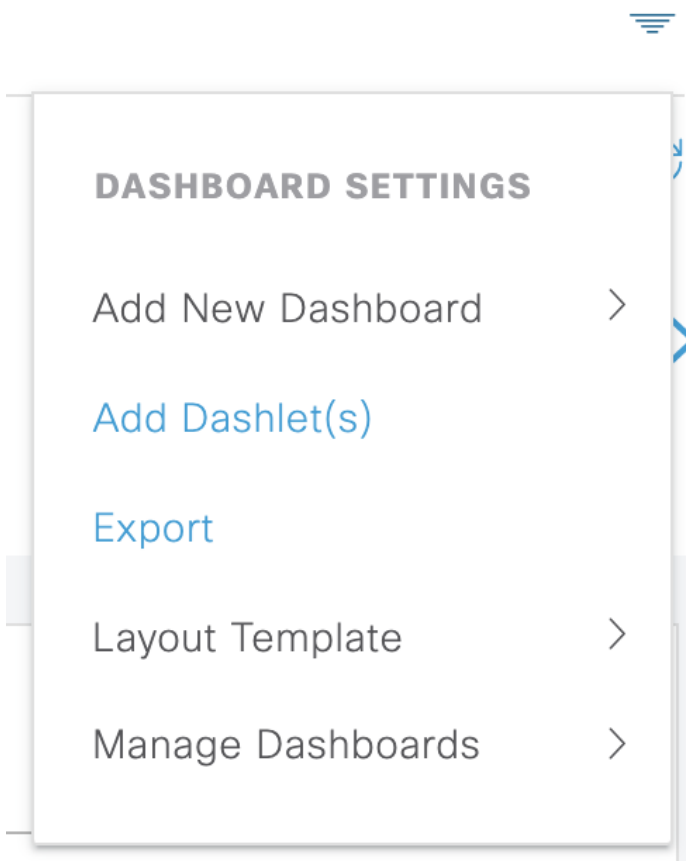 DASHBOARD SETTINGS
Add New Dashboard
Add Dashlet(s)
Export
Layout Template
Manage Dashboards